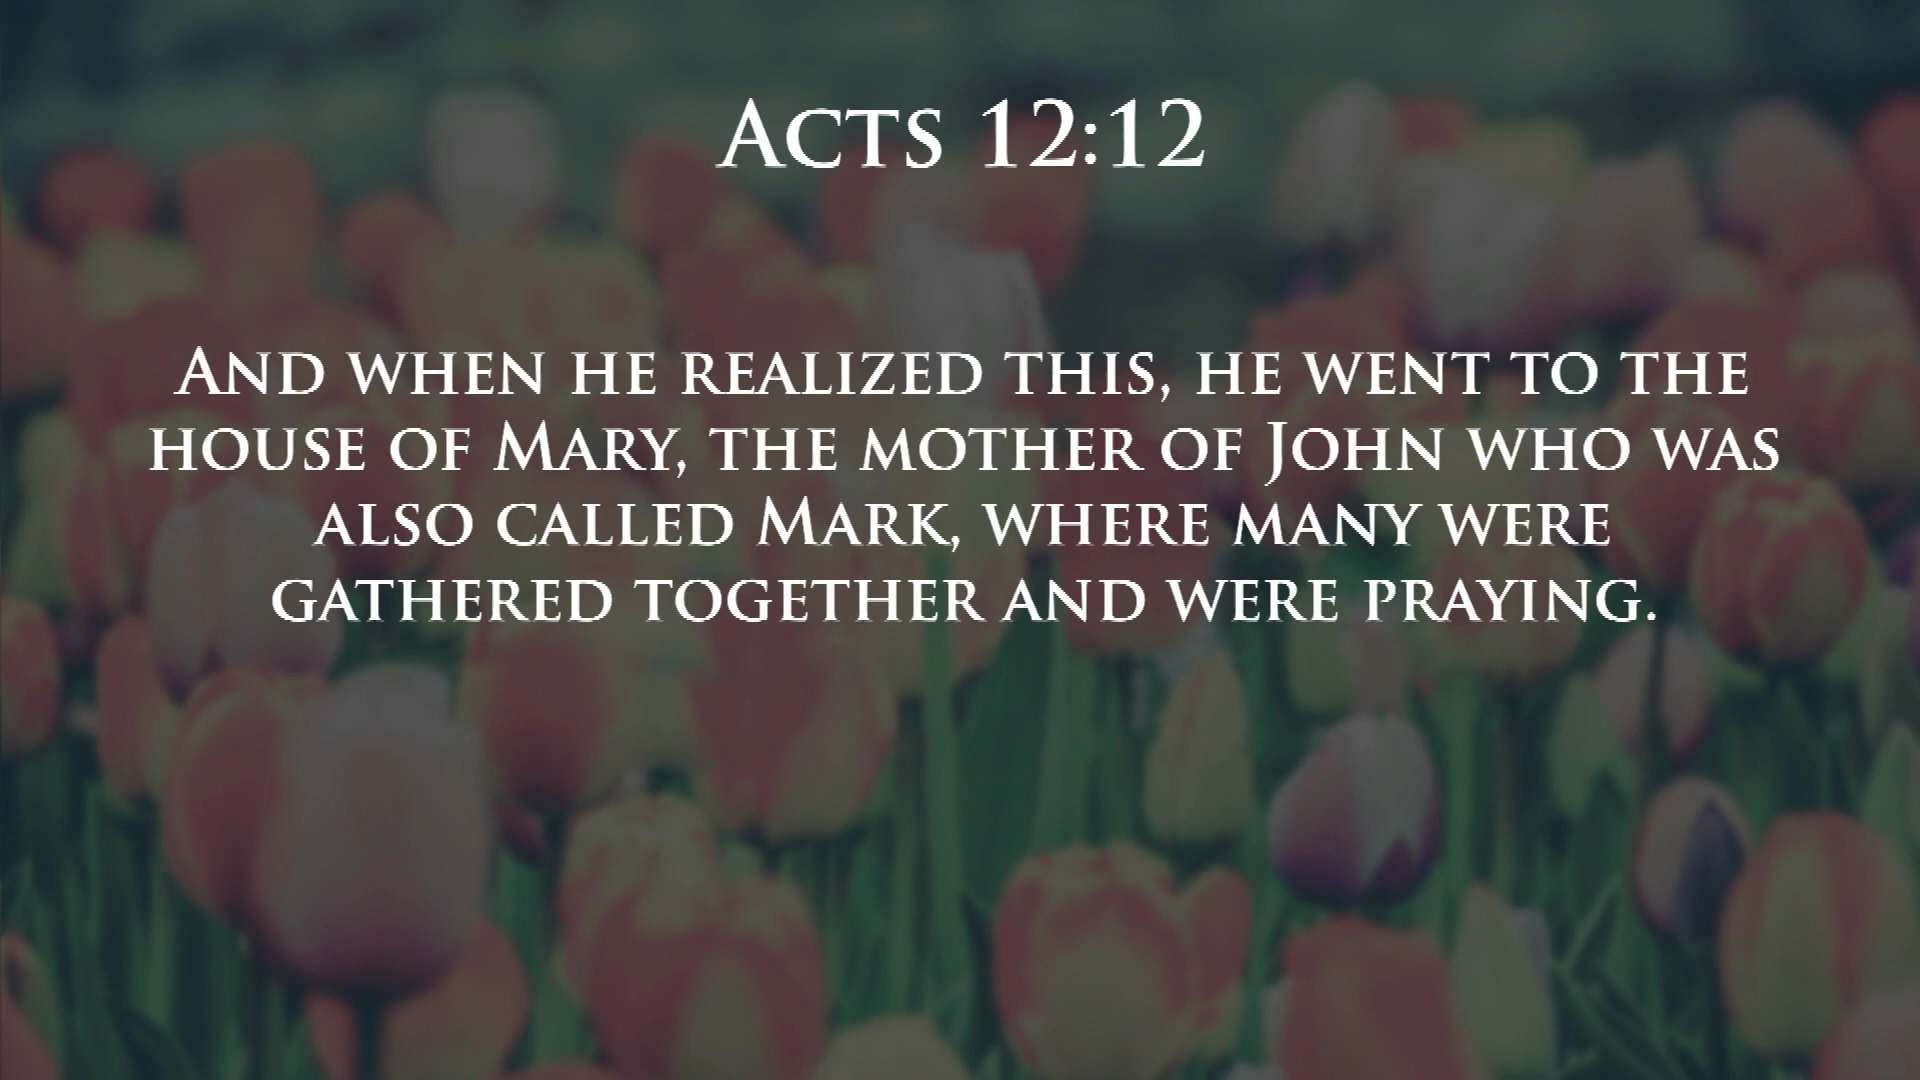 Acts 12:12
And when he realized this, he went to the
house of Mary, the mother of John who was
also called Mark, where many were
gathered together and were praying.